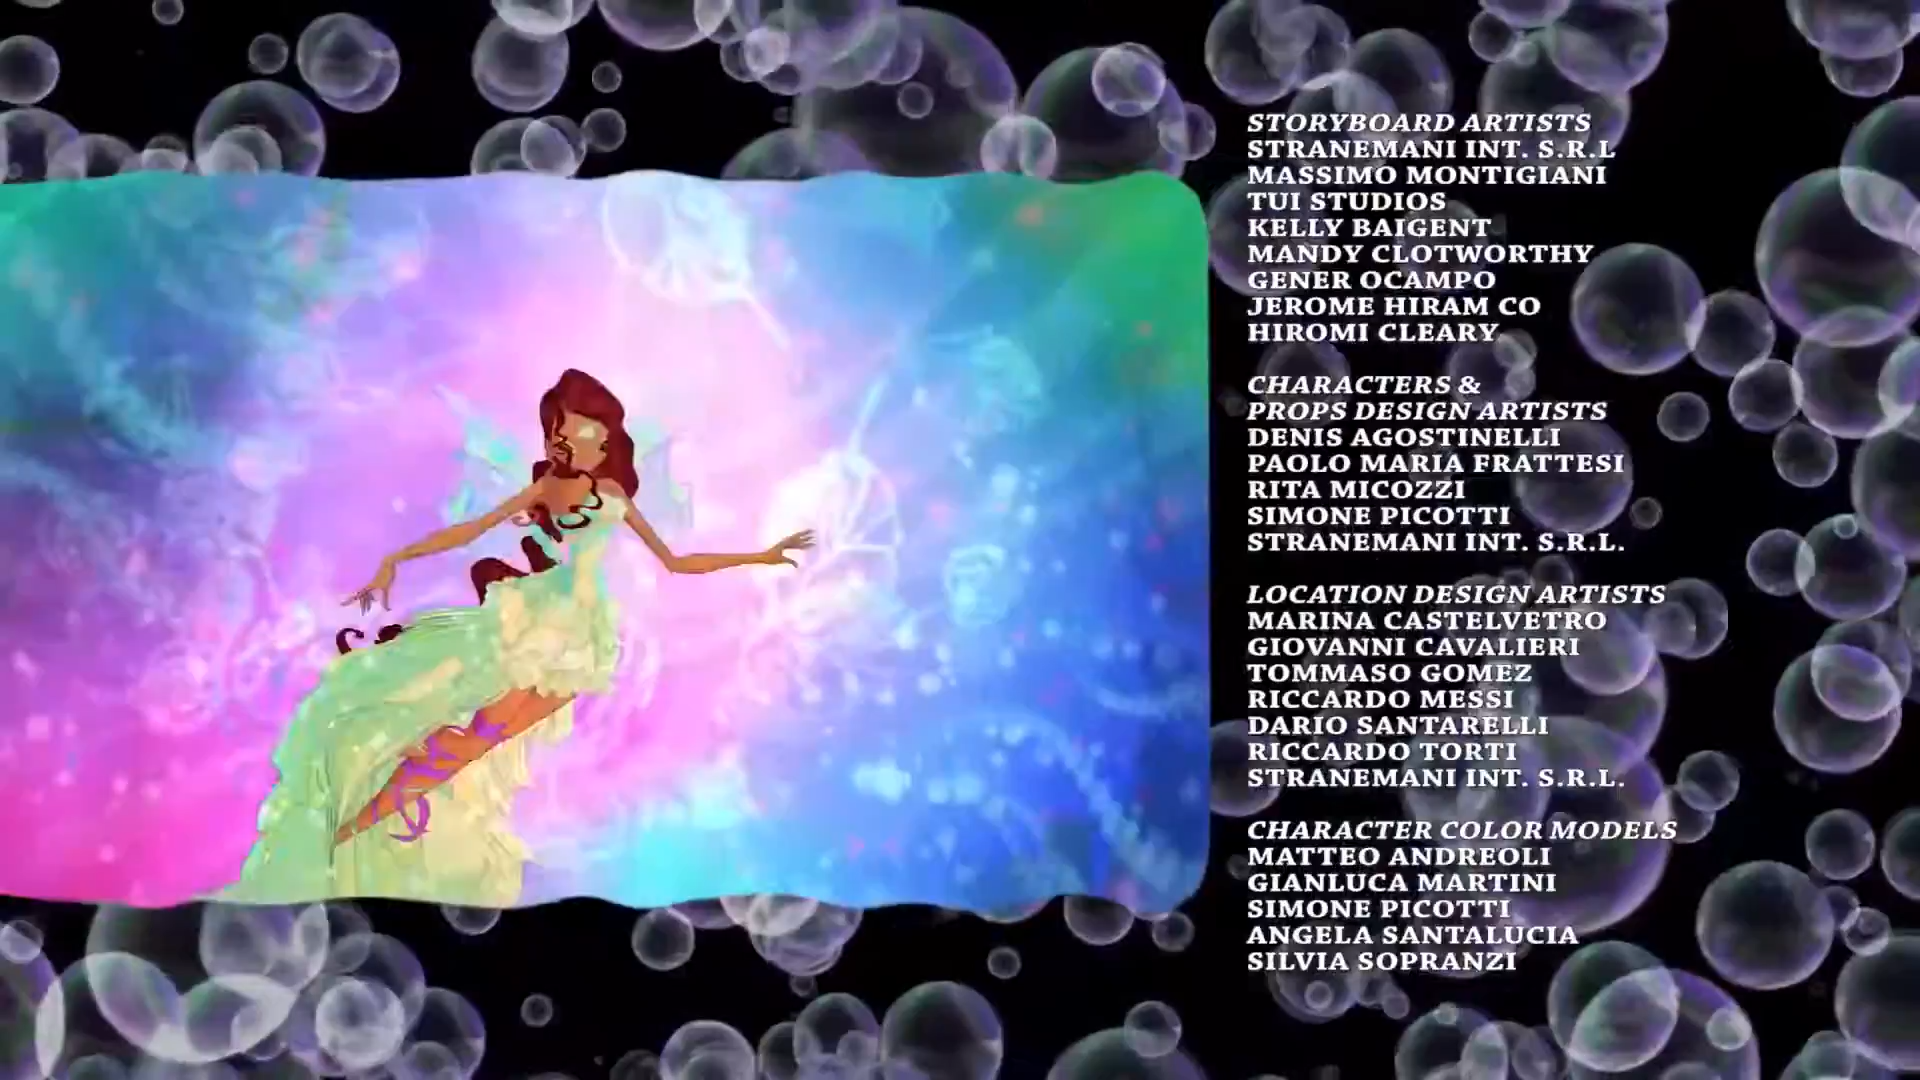 STORYBOARD ARTISTS
STRANEMANI INT. S.R.L
MASSIMO MONTIGIANI
TUI STUDIOS
KELLY BAIGENT
MANDY CLOTWORTHY
GENER OCAMPO
JEROME HIRAM CO
HIROMI CLEARY
CHARACTERS &
PROPS DESIGN ARTISTS
DENIS AGOSTINELLI
PAOLO MARIA FRATTESI
RITA MICOZZI
SIMONE PICOTTI
STRANEMANI INT. S.R.L.
LOCATION DESIGN ARTISTS
MARINA CASTELVETRO
GIOVANNI CAVALIERI
TOMMASO GOMEZ
RICCARDO MESSI
DARIO SANTARELLI
RICCARDO TORTI
STRANEMANI INT. S.R.L.
CHARACTER COLOR MODELS
MATTEO ANDREOLI
GIANLUCA MARTINI
SIMONE PICOTTI
ANGELA SANTALUCIA
SILVIA SOPRANZI